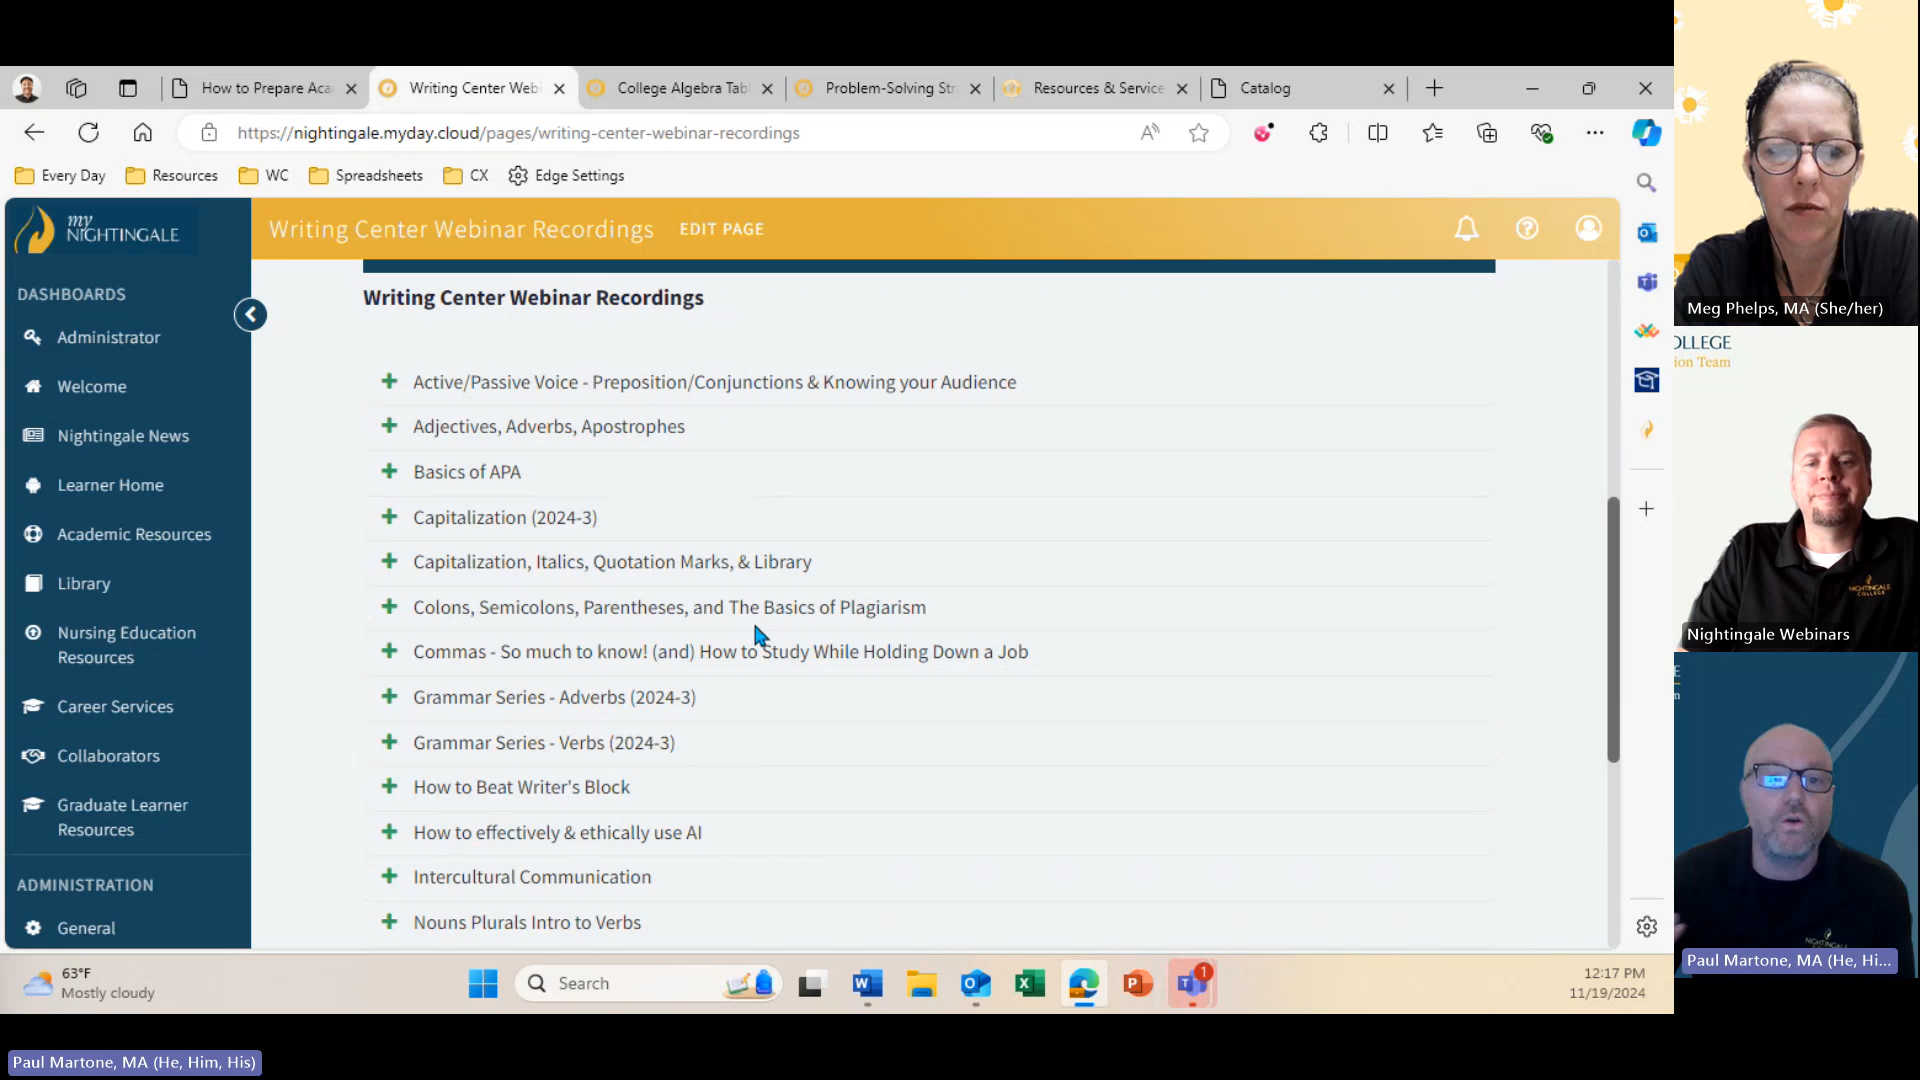 How to Prepare Aca
Writing Center Webi
College Algebra Tabl
Problem-Solving Str
Resources & Service
Catalog
https://nightingale.myday.cloud/pages/writing-center-webinar-recordings
Every Day
Resources
WC
Spreadsheets
CX
Edge Settings
my
NIGHTINGALE
Writing Center Webinar Recordings
EDIT PAGE
DASHBOARDS
Administrator
Welcome
Nightingale News
Learner Home
Academic Resources
Library
Nursing Education
Resources
Career Services
Collaborators
Graduate Learner
Resources
ADMINISTRATION
General
Writing Center Webinar Recordings
Active/Passive Voice - Preposition/Conjunctions & Knowing your Audience
Adjectives, Adverbs, Apostrophes
Basics of APA
Capitalization (2024-3)
Capitalization, Italics, Quotation Marks, & Library
Colons, Semicolons, Parentheses, and The Basics of Plagiarism
Commas - So much to know! (and) How to Study While Holding Down a Job
Grammar Series - Adverbs (2024-3)
Grammar Series - Verbs (2024-3)
How to Beat Writer's Block
How to effectively & ethically use AI
Intercultural Communication
Nouns Plurals Intro to Verbs
63°F
Mostly cloudy
Search
1
12:17 PM
11/19/2024
Meg Phelps, MA (She/her)
OLLEGE
ion Team
NIGHTINGALE
COLLEGE
Nightingale Webinars
Paul Martone, MA (He, Hi...
Paul Martone, MA (He, Him, His)